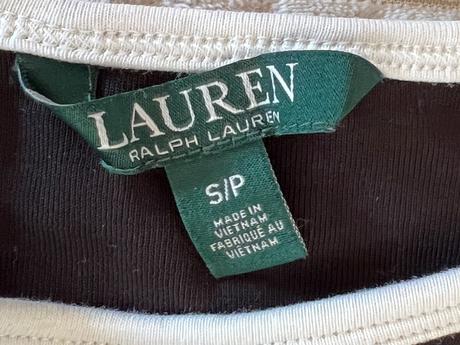 LAUREN
RALPH LAUREN
S/P
MADE IN
VIETNAM
FABRIQUÉ AU
VIETNAM